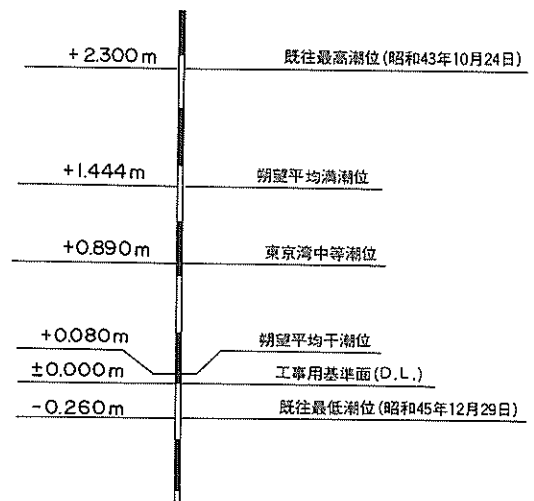 +2.300m 既往最高潮位(昭和43年10月24日)
+1.444m 朔望平均満潮位
+0.890m 東京湾中等潮位
+0.080m 朔望平均干潮位
±0.000m 工事用基準面(D.L.)
-0.260m 既往最低潮位(昭和45年12月29日)